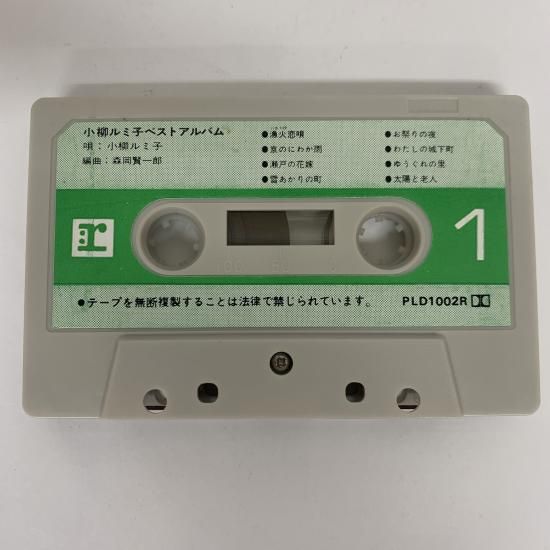 小柳ルミ子ベストアルバム
唄：小柳ルミ子
編曲：森岡賢一郎
●漁火恋唄
●京のにわか雨
●瀬戸の花嫁
●雪あかりの町
●お祭りの夜
●わたしの城下町
●ゆうぐれの里
●太陽と老人
r
1
100 50 0
●テープを無断複製することは法律で禁じられています。
PLD1002R